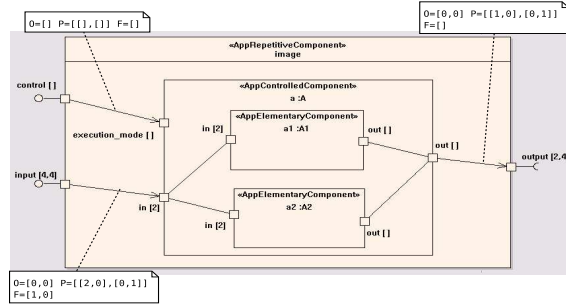 O=[] P=[[],[]] F=[]
O=[0,0] P=[[1,0],[0,1]]
F=[]
«AppRepetitiveComponent»
image
control []
«AppControlledComponent»
a :A
«AppElementaryComponent»
a1 :A1
in [2]
out []
execution_mode []
out []
output [2,4
input [4,4]
«AppElementaryComponent»
a2 :A2
in [2]
in [2]
out []
O=[0,0] P=[[2,0],[0,1]]
F=[1,0]